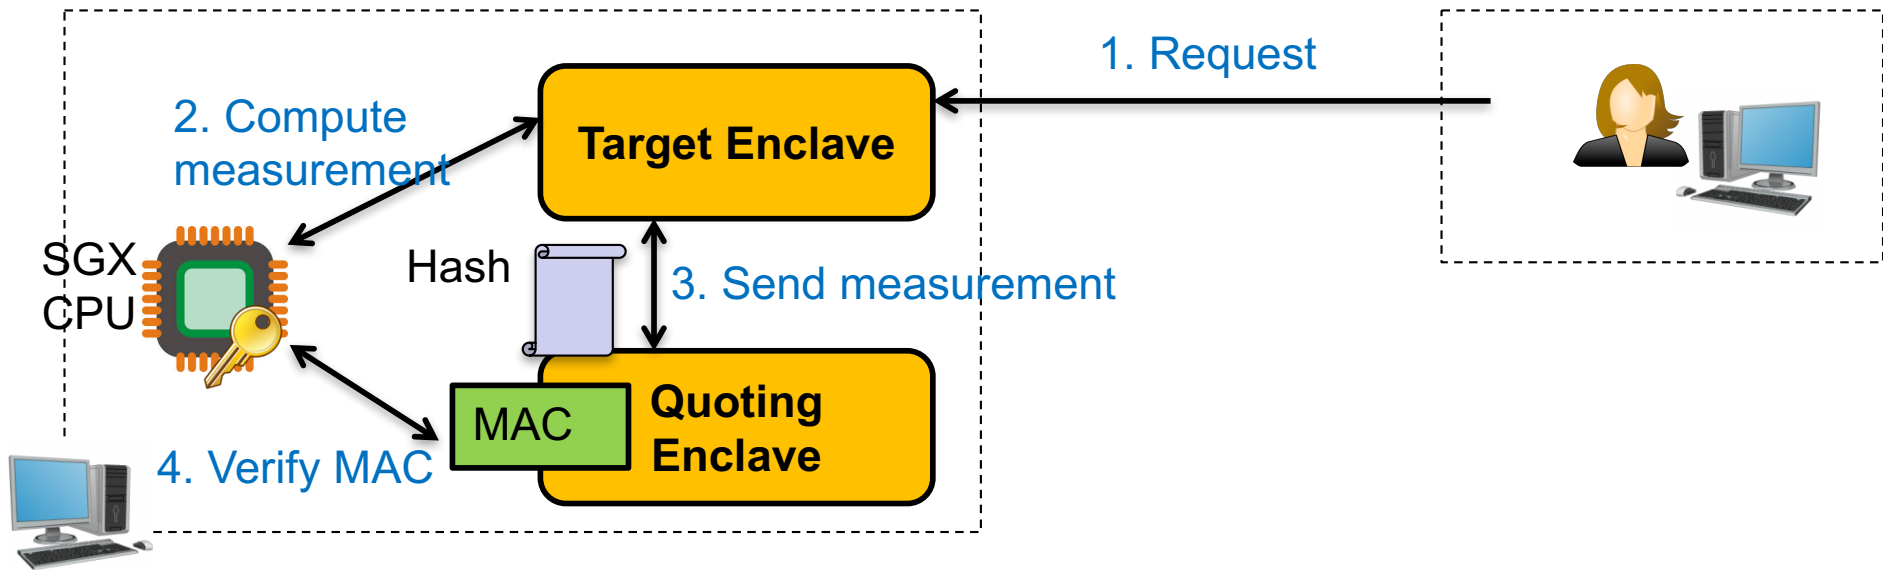 1. Request
2. Compute
measurement
Target Enclave
SGX
CPU
Hash
3. Send measurement
MAC
Quoting
Enclave
4. Verify MAC